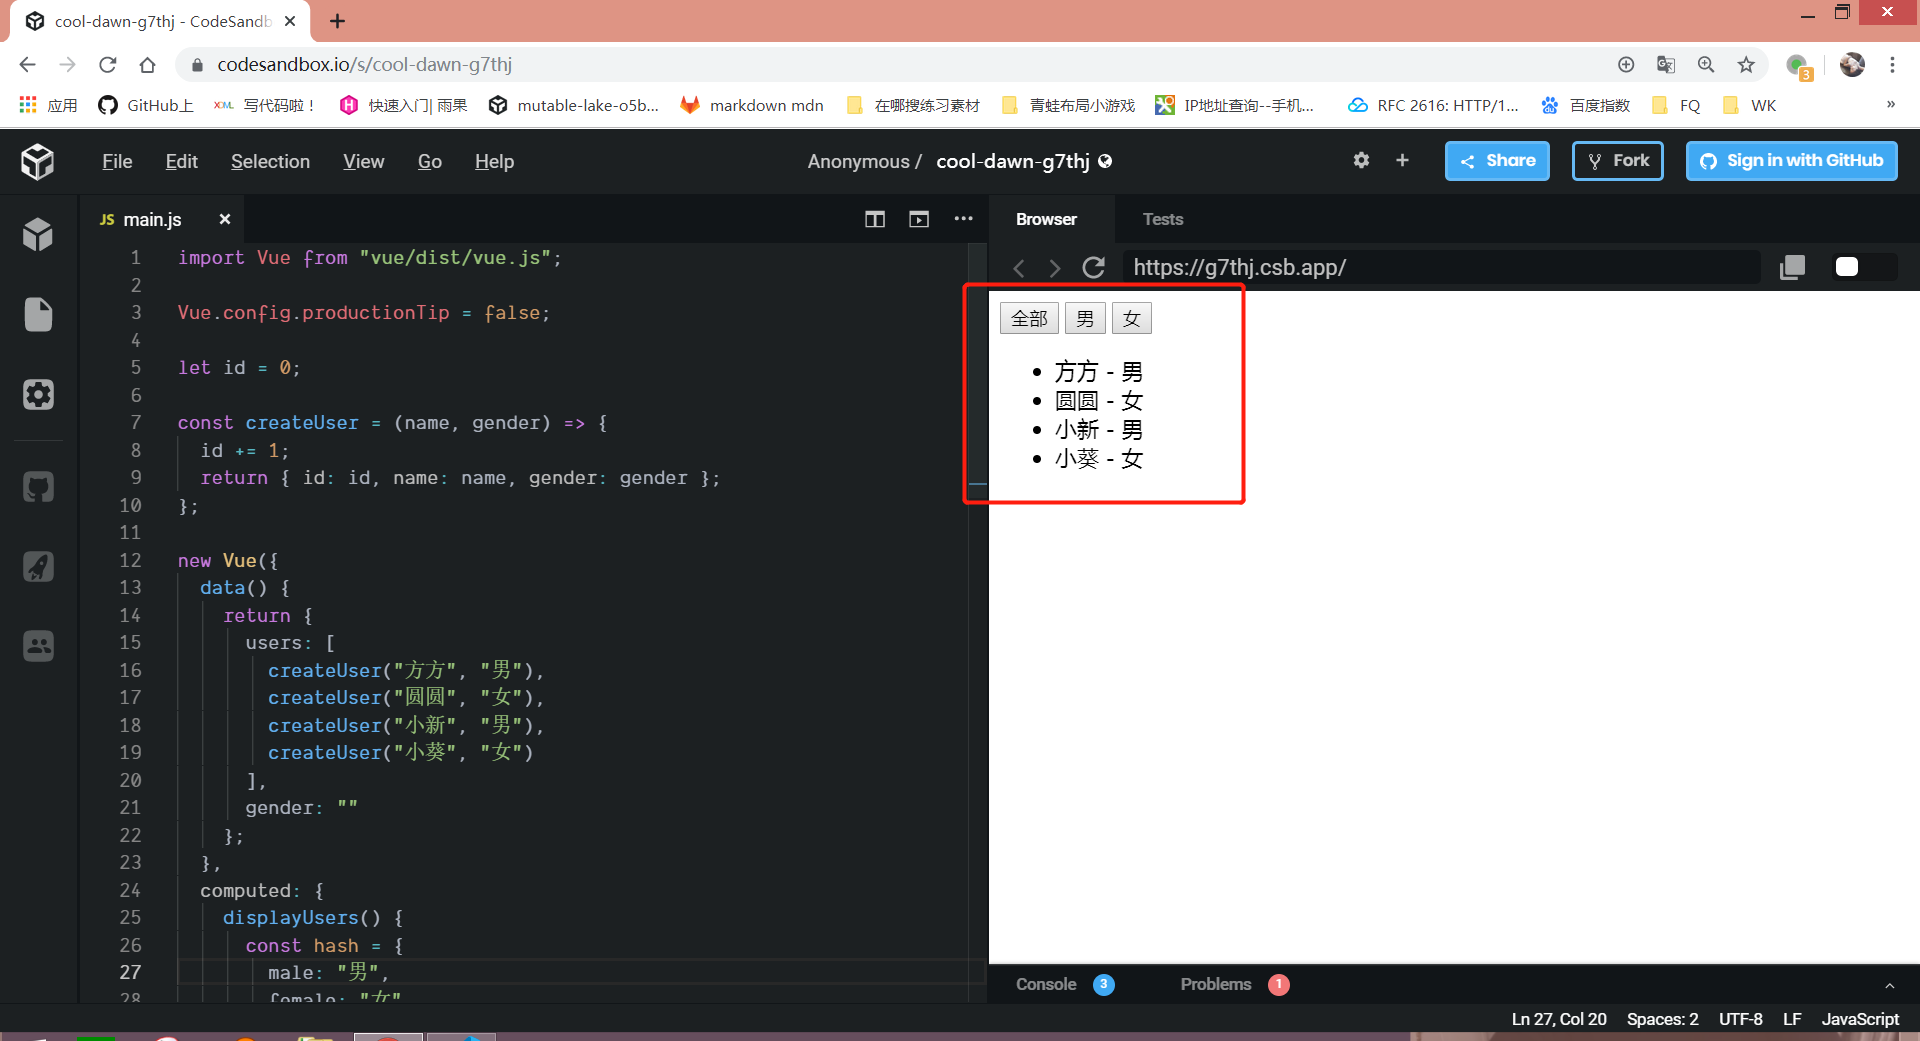 cool-dawn-g7thj - CodeSandb
codesandbox.io/s/cool-dawn-g7thj
3
应用 GitHub上 XDML 写代码啦！ 快速入门| 雨果 mutable-lake-o5b... markdown mdn 在哪搜练习素材 青蛙布局小游戏 IP地址查询--手机... RFC 2616: HTTP/1... 百度指数 FQ WK »
File Edit Selection View Go Help Anonymous / cool-dawn-g7thj Share Fork Sign in with GitHub
JS main.js
Browser Tests
https://g7thj.csb.app/
1 import Vue from "vue/dist/vue.js";
2
3 Vue.config.productionTip = false;
4
5 let id = 0;
6
7 const createUser = (name, gender) => {
8 id += 1;
9 return { id: id, name: name, gender: gender };
10 };
11
12 new Vue({
13 data() {
14 return {
15 users: [
16 createUser("方方", "男"),
17 createUser("圆圆", "女"),
18 createUser("小新", "男"),
19 createUser("小葵", "女")
20 ],
21 gender: ""
22 };
23 },
24 computed: {
25 displayUsers() {
26 const hash = {
27 male: "男",
28 female: "女"
全部 男 女
方方 - 男
圆圆 - 女
小新 - 男
小葵 - 女
Console 3 Problems 1
Ln 27, Col 20 Spaces: 2 UTF-8 LF JavaScript